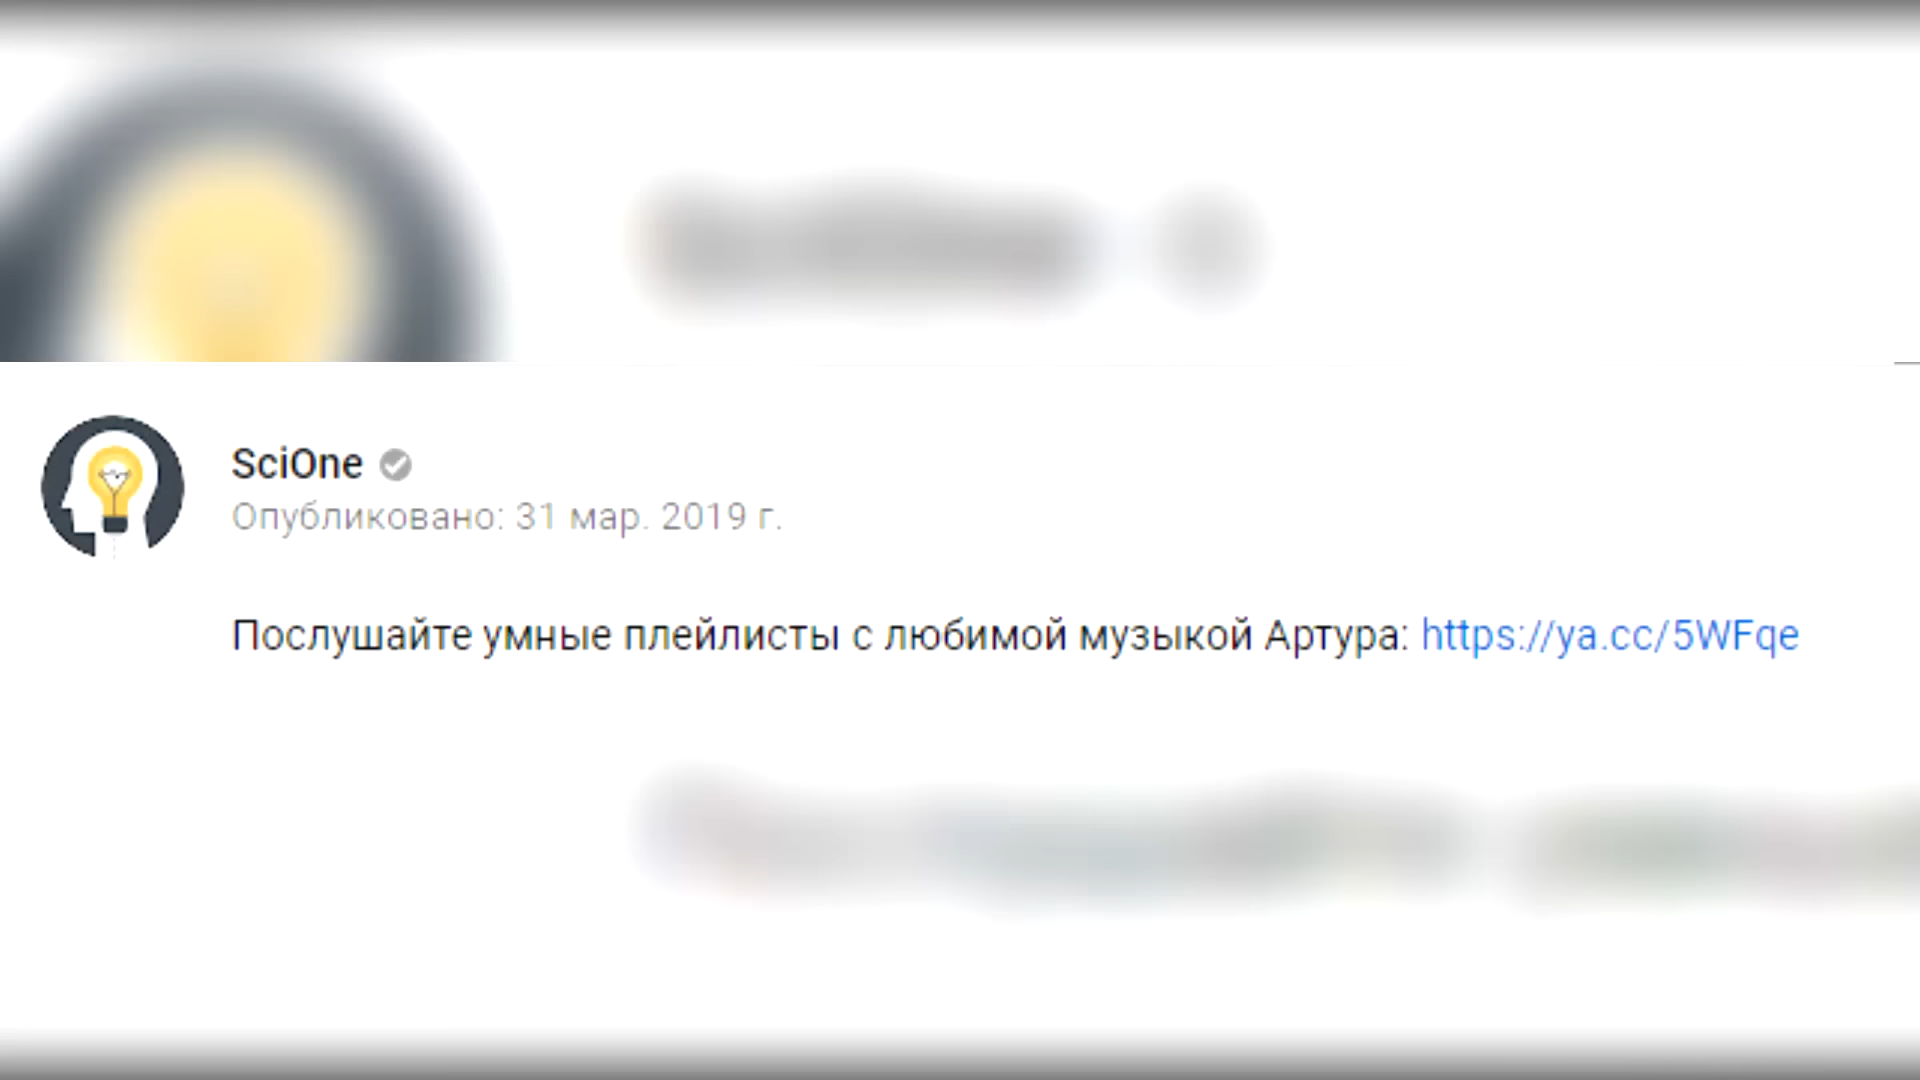 SciOne
Опубликовано: 31 мар. 2019 г.
Послушайте умные плейлисты с любимой музыкой Артура: https://ya.cc/5WFqe